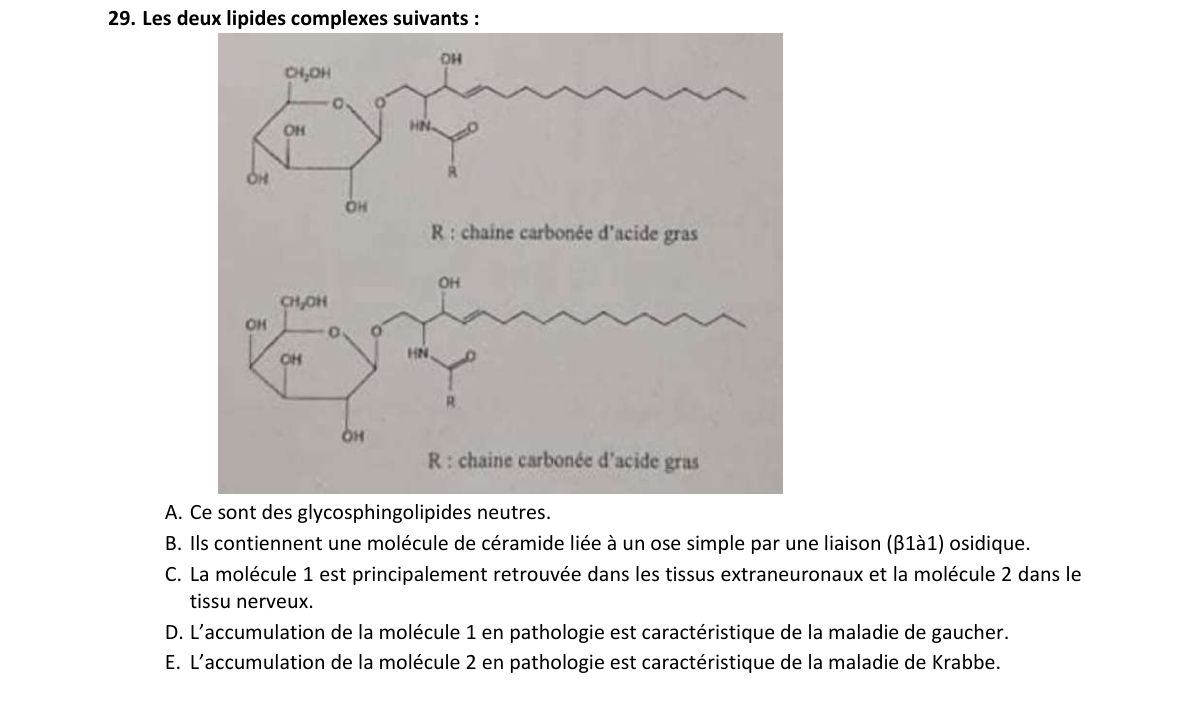 29. Les deux lipides complexes suivants :
OH
CH₂OH
O
O
OH
HN
O
OH
R
OH
R : chaine carbonée d'acide gras
OH
CH₂OH
OH
O
O
OH
HN
O
R
OH
R : chaine carbonée d'acide gras
A. Ce sont des glycosphingolipides neutres.
B. Ils contiennent une molécule de céramide liée à un ose simple par une liaison (β1à1) osidique.
C. La molécule 1 est principalement retrouvée dans les tissus extraneuronaux et la molécule 2 dans le
tissu nerveux.
D. L’accumulation de la molécule 1 en pathologie est caractéristique de la maladie de gaucher.
E. L’accumulation de la molécule 2 en pathologie est caractéristique de la maladie de Krabbe.